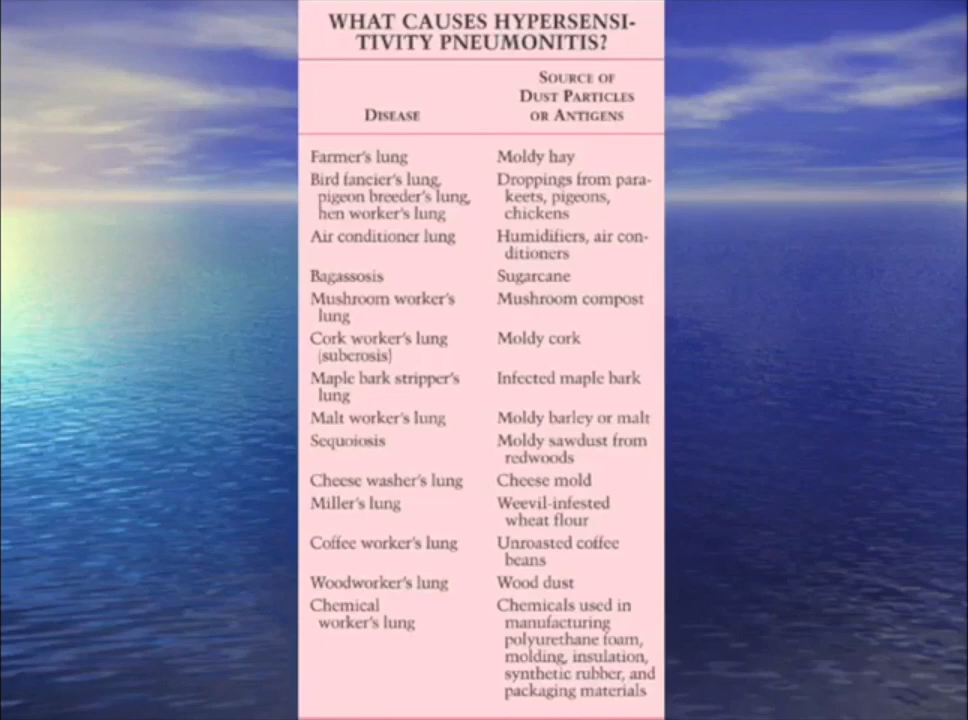 WHAT CAUSES HYPERSENSI-
TIVITY PNEUMONITIS?
DISEASE
SOURCE OF
DUST PARTICLES
OR ANTIGENS
Farmer's lung Moldy hay
Bird fancier's lung, Droppings from para-
pigeon breeder's lung, keets, pigeons,
hen worker's lung chickens
Air conditioner lung Humidifiers, air con-
ditioners
Bagassosis Sugarcane
Mushroom worker's Mushroom compost
lung
Cork worker's lung Moldy cork
(suberosis)
Maple bark stripper's Infected maple bark
lung
Malt worker's lung Moldy barley or malt
Sequoiosis Moldy sawdust from
redwoods
Cheese washer's lung Cheese mold
Miller's lung Weevil-infested
wheat flour
Coffee worker's lung Unroasted coffee
beans
Woodworker's lung Wood dust
Chemical Chemicals used in
worker's lung manufacturing
polyurethane foam,
molding, insulation,
synthetic rubber, and
packaging materials